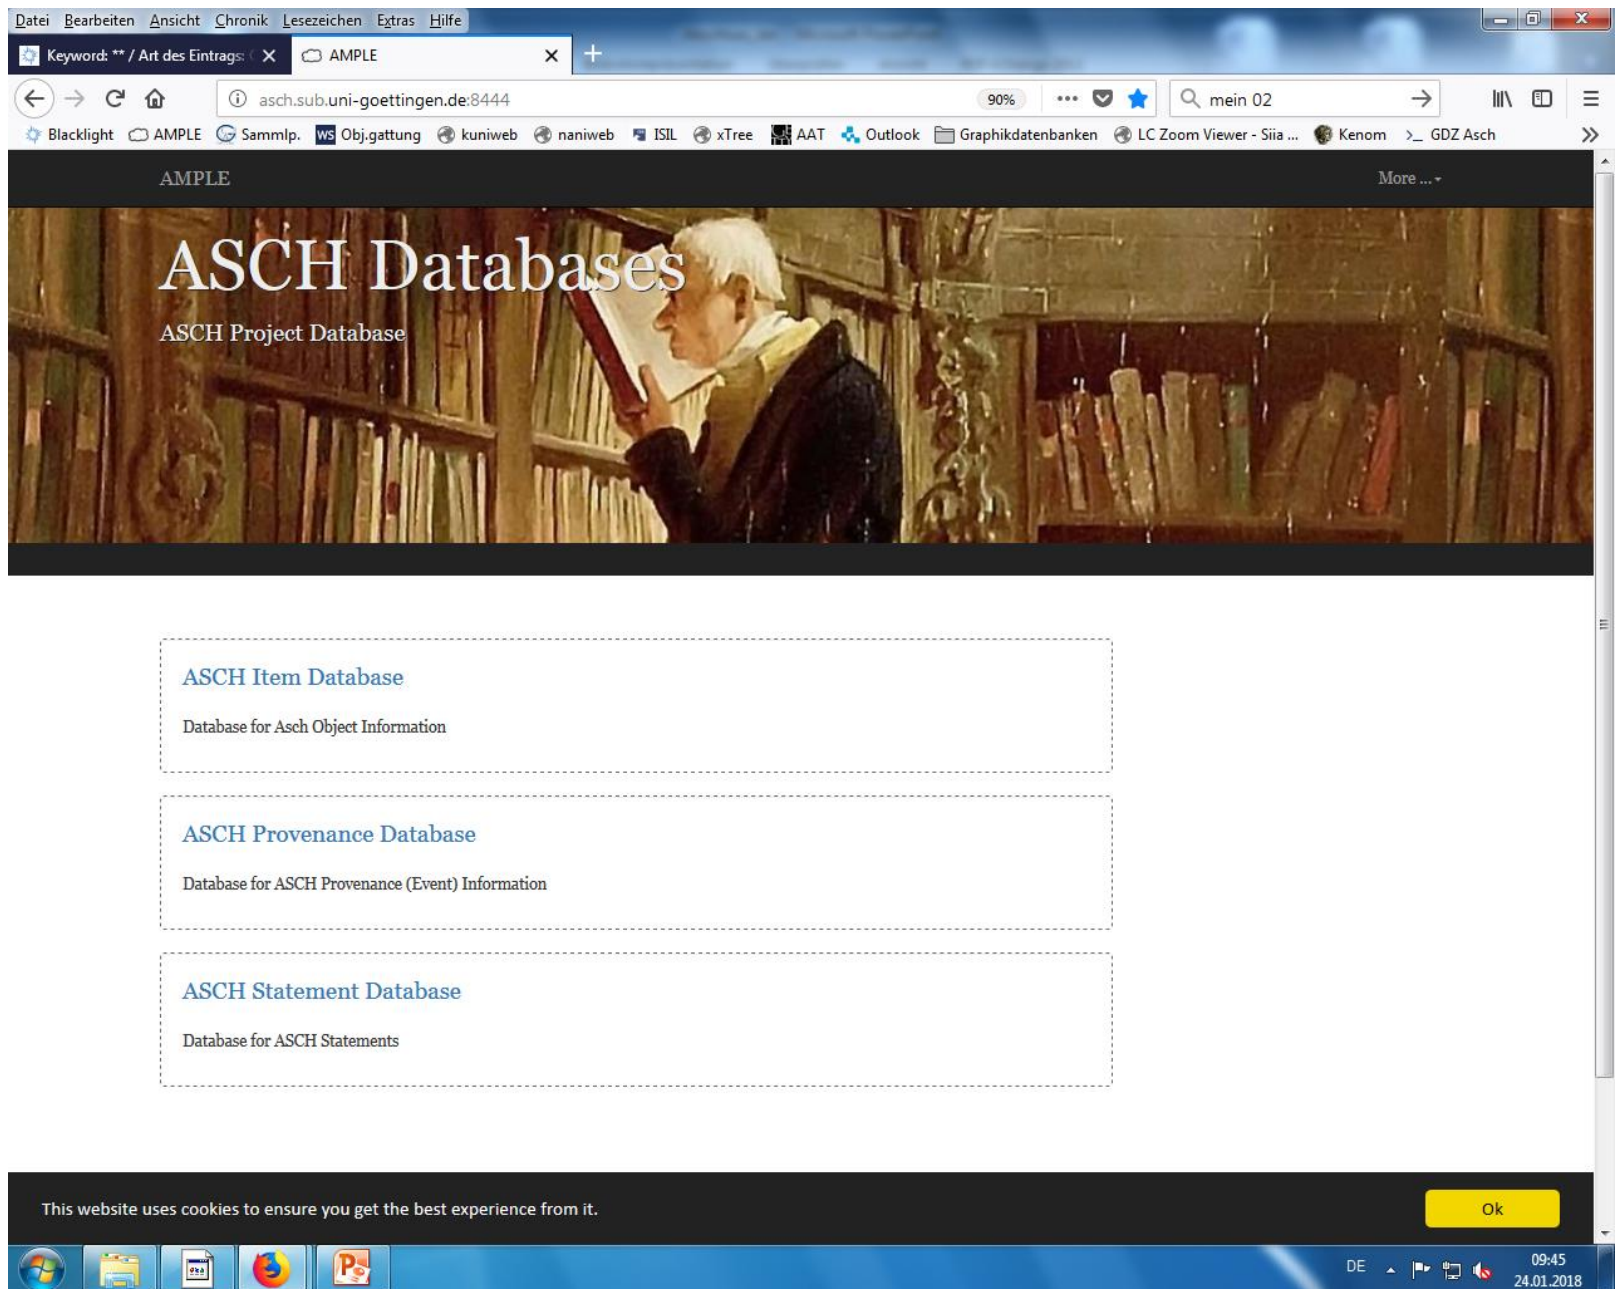 Datei Bearbeiten Ansicht Chronik Lesezeichen Extras Hilfe
Keyword: ** / Art des Eintrags: AMPLE
asch.sub.uni-goettingen.de:8444 90% mein 02
Blacklight AMPLE Sammlp. WS Obj.gattung kuniweb naniweb ISIL xTree AAT Outlook Graphikdatenbanken LC Zoom Viewer - Siia ... Kenom >_ GDZ Asch
AMPLE More ...
ASCH Databases
ASCH Project Database
ASCH Item Database
Database for Asch Object Information
ASCH Provenance Database
Database for ASCH Provenance (Event) Information
ASCH Statement Database
Database for ASCH Statements
This website uses cookies to ensure you get the best experience from it. Ok
DE 09:45
24.01.2018